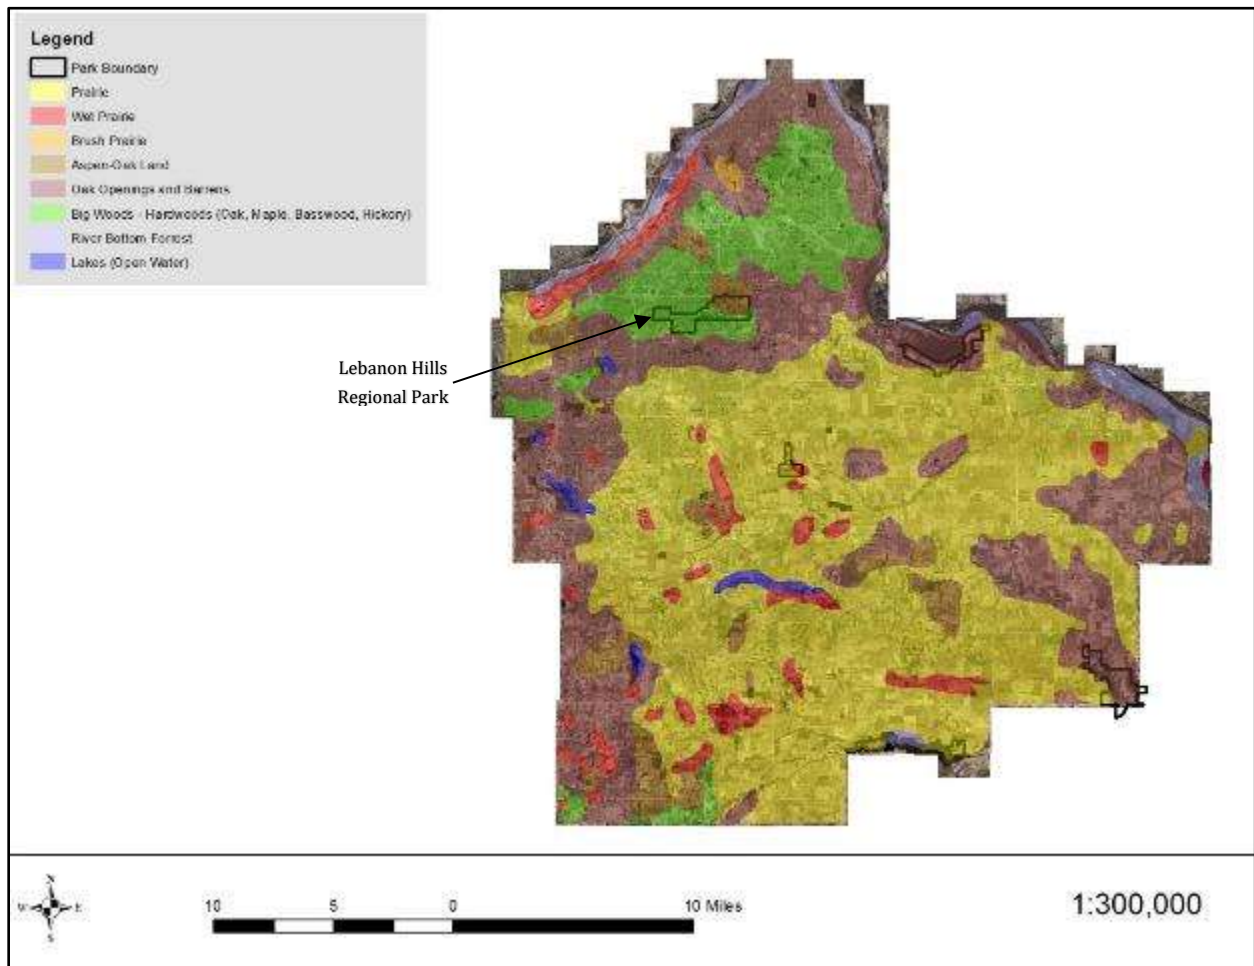 Legend
Park Boundary
Prairie
Wet Prairie
Brush Prairie
Aspen-Oak Land
Oak Openings and Barrens
Big Woods - Hardwoods (Oak, Maple, Basswood, Hickory)
River Bottom Forrest
Lakes (Open Water)
Lebanon Hills
Regional Park
N
W E
S
10 5 0 10 Miles
1:300,000